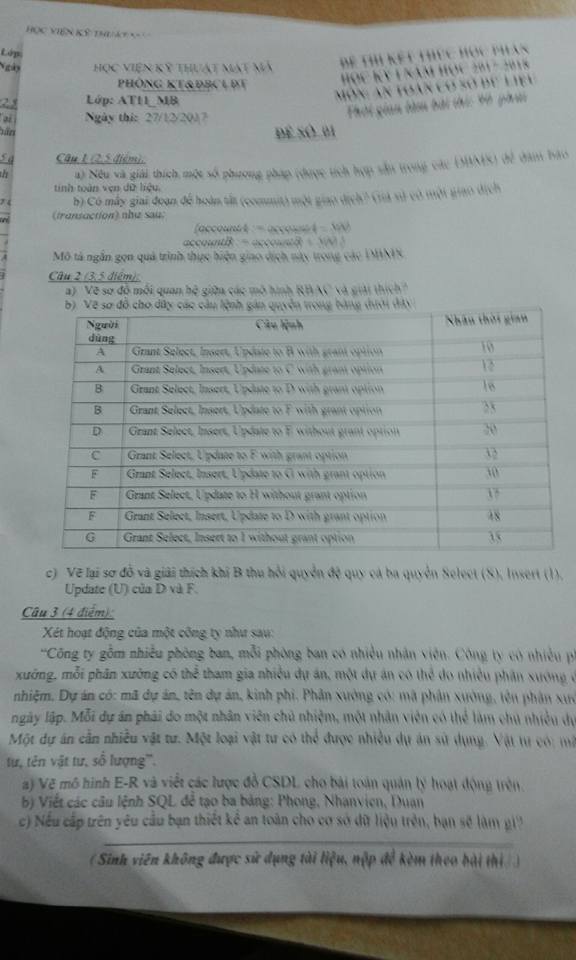 HỌC VIỆN KỸ THUẬT
Lớp:
Ngày
HỌC VIỆN KỸ THUẬT MẬT MÃ
PHÒNG KT&ĐBCLĐT
Lớp: AT11_MB
Ngày thi: 27/12/2017
ĐỀ THI KẾT THÚC HỌC PHẦN
HỌC KỲ I NĂM HỌC 2017-2018
MÔN: AN TOÀN CƠ SỞ DỮ LIỆU
ĐỀ SỐ 01
Câu 1 (2,5 điểm):
a) Nêu và giải thích một số phương pháp được tích hợp sẵn trong các DBMS để đảm bảo
tính toàn vẹn dữ liệu.
b) Có mấy giai đoạn để hoàn tất (commit) một giao dịch? Giả sử có một giao dịch
(transaction) như sau:
(accountA := accountA - 500
accountB := accountB + 500 )
Mô tả ngắn gọn quá trình thực hiện giao dịch này trong các DBMS.
Câu 2 (3,5 điểm):
a) Vẽ sơ đồ mối quan hệ giữa các mô hình RBAC và giải thích?
b) Vẽ sơ đồ cho dãy các câu lệnh gán quyền trong bảng dưới đây:
Người dùng Câu lệnh Nhãn thời gian
A Grant Select, Insert, Update to B with grant option 10
A Grant Select, Insert, Update to C with grant option 12
B Grant Select, Insert, Update to D with grant option 16
B Grant Select, Insert, Update to F with grant option 25
D Grant Select, Insert, Update to E without grant option 20
C Grant Select, Update to F with grant option 32
F Grant Select, Insert, Update to G with grant option 30
F Grant Select, Update to H without grant option 37
F Grant Select, Insert, Update to D with grant option 48
G Grant Select, Insert to I without grant option 35
c) Vẽ lại sơ đồ và giải thích khi B thu hồi quyền đệ quy cả ba quyền Select (S), Insert (I),
Update (U) của D và F.
Câu 3 (4 điểm):
Xét hoạt động của một công ty như sau:
"Công ty gồm nhiều phòng ban, mỗi phòng ban có nhiều nhân viên. Công ty có nhiều
xưởng, mỗi phân xưởng có thể tham gia nhiều dự án, một dự án có thể do nhiều phân xưởng
nhiệm. Dự án có: mã dự án, tên dự án, kinh phí. Phân xưởng có: mã phân xưởng, tên phân
ngày lập. Mỗi dự án phải do một nhân viên chủ nhiệm, một nhân viên có thể làm chủ nhiều
Một dự án cần nhiều vật tư. Một loại vật tư có thể được nhiều dự án sử dụng. Vật tư có:
tư, tên vật tư, số lượng".
a) Vẽ mô hình E-R và viết các lược đồ CSDL cho bài toán quản lý hoạt động trên.
b) Viết các câu lệnh SQL để tạo ba bảng: Phong, Nhanvien, Duan
c) Nếu cấp trên yêu cầu bạn thiết kế an toàn cho cơ sở dữ liệu trên, bạn sẽ làm gì?
( Sinh viên không được sử dụng tài liệu, nộp đề kèm theo bài thi )